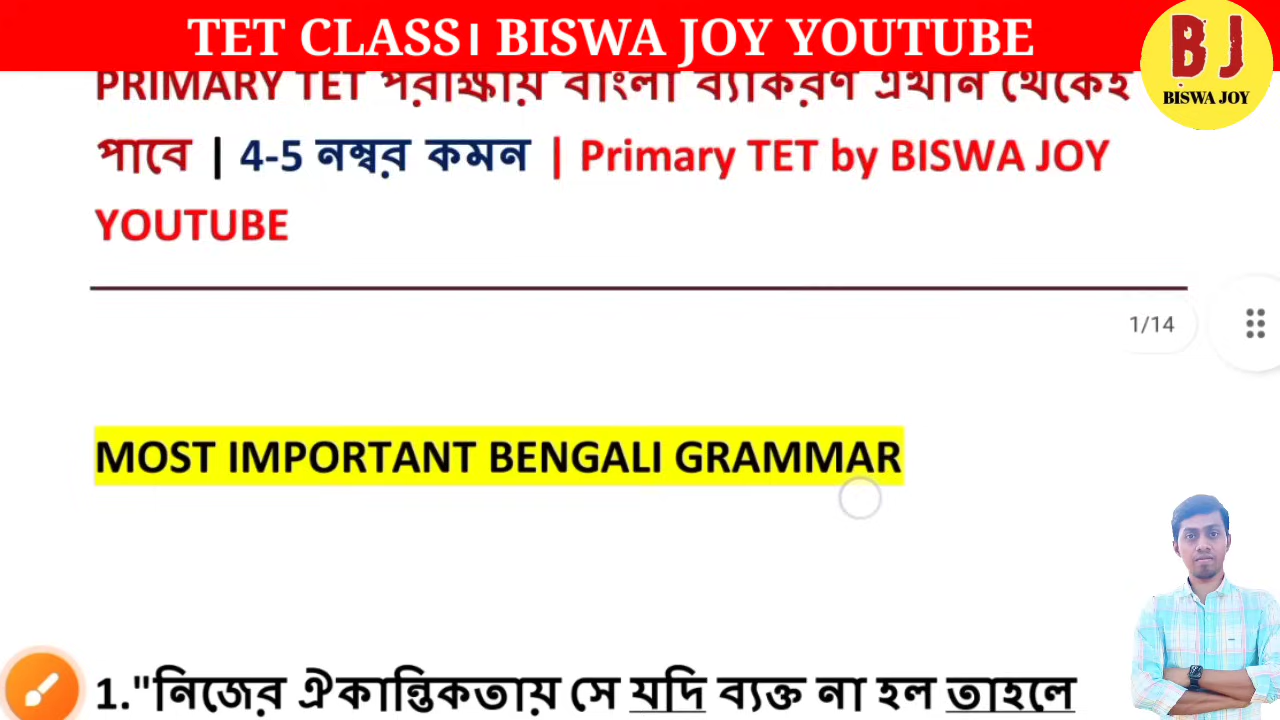 TET CLASS। BISWA JOY YOUTUBE
BJ
BISWA JOY
PRIMARY TET পরীক্ষায় বাংলা ব্যাকরণ এখান থেকেই
পাবে | 4-5 নম্বর কমন | Primary TET by BISWA JOY
YOUTUBE
1/14
MOST IMPORTANT BENGALI GRAMMAR
1."নিজের ঐকান্তিকতায় সে যদি ব্যক্ত না হল তাহলে